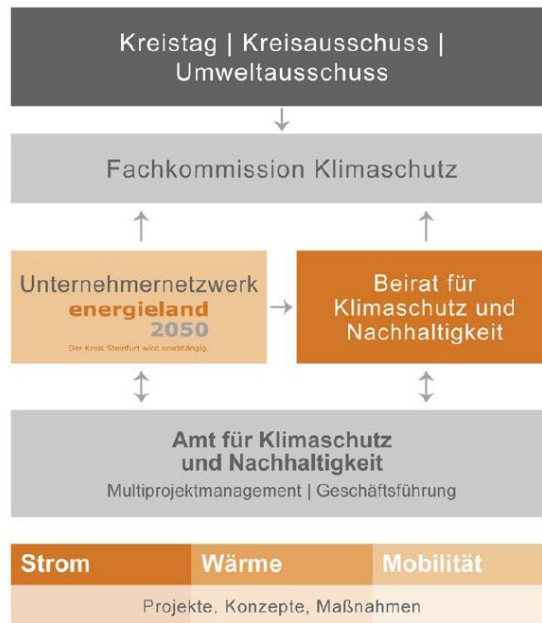 Kreistag | Kreisausschuss |
Umweltausschuss
Fachkommission Klimaschutz
Unternehmernetzwerk
energieland
2050
Der Kreis Steinfurt wird unabhängig.
Beirat für
Klimaschutz und
Nachhaltigkeit
Amt für Klimaschutz
und Nachhaltigkeit
Multiprojektmanagement | Geschäftsführung
Strom Wärme Mobilität
Projekte, Konzepte, Maßnahmen